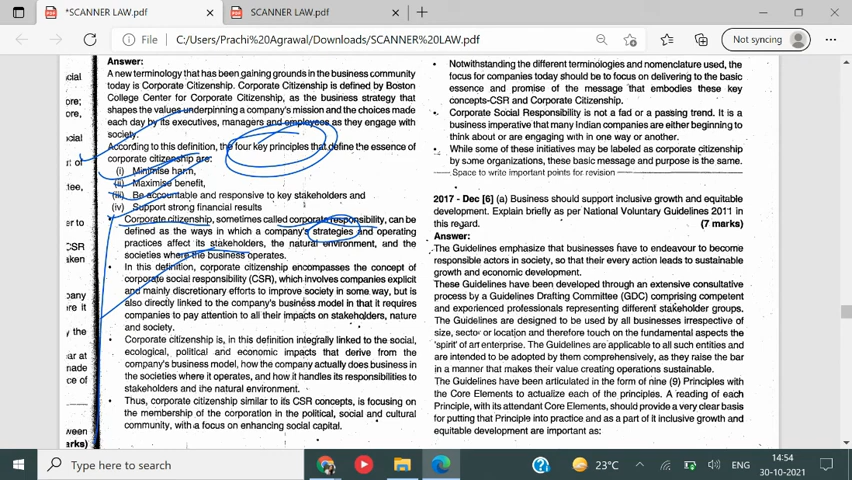 *SCANNER LAW.pdf
SCANNER LAW.pdf
File
C:/Users/Prachi%20Agrawal/Downloads/SCANNER%20LAW.pdf
Not syncing
Answer:
A new terminology that has been gaining grounds in the business community
today is Corporate Citizenship. Corporate Citizenship is defined by Boston
College Center for Corporate Citizenship, as the business strategy that
shapes the values underpinning a company's mission and the choices made
each day by its executives, managers and employees as they engage with
society.
According to this definition, the four key principles that define the essence of
corporate citizenship are:
(i) Minimise harm,
(ii) Maximise benefit,
(iii) Be accountable and responsive to key stakeholders and
(iv) Support strong financial results
• Corporate citizenship, sometimes called corporate responsibility, can be
defined as the ways in which a company's strategies and operating
practices affect its stakeholders, the natural environment, and the
societies where the business operates.
• In this definition, corporate citizenship encompasses the concept of
corporate social responsibility (CSR), which involves companies explicit
and mainly discretionary efforts to improve society in some way, but is
also directly linked to the company's business model in that it requires
companies to pay attention to all their impacts on stakeholders, nature
and society.
• Corporate citizenship is, in this definition integrally linked to the social,
ecological, political and economic impacts that derive from the
company's business model, how the company actually does business in
the societies where it operates, and how it handles its responsibilities to
stakeholders and the natural environment.
• Thus, corporate citizenship similar to its CSR concepts, is focusing on
the membership of the corporation in the political, social and cultural
community, with a focus on enhancing social capital.
• Notwithstanding the different terminologies and nomenclature used, the
focus for companies today should be to focus on delivering to the basic
essence and promise of the message that embodies these key
concepts-CSR and Corporate Citizenship.
• Corporate Social Responsibility is not a fad or a passing trend. It is a
business imperative that many Indian companies are either beginning to
think about or are engaging with in one way or another.
• While some of these initiatives may be labeled as corporate citizenship
by some organizations, these basic message and purpose is the same.
Space to write important points for revision
2017 - Dec [6] (a) Business should support inclusive growth and equitable
development. Explain briefly as per National Voluntary Guidelines 2011 in
this regard. (7 marks)
Answer:
The Guidelines emphasize that businesses have to endeavour to become
responsible actors in society, so that their every action leads to sustainable
growth and economic development.
These Guidelines have been developed through an extensive consultative
process by a Guidelines Drafting Committee (GDC) comprising competent
and experienced professionals representing different stakeholder groups.
The Guidelines are designed to be used by all businesses irrespective of
size, sector or location and therefore touch on the fundamental aspects the
'spirit' of an enterprise. The Guidelines are applicable to all such entities and
are intended to be adopted by them comprehensively, as they raise the bar
in a manner that makes their value creating operations sustainable.
The Guidelines have been articulated in the form of nine (9) Principles with
the Core Elements to actualize each of the principles. A reading of each
Principle, with its attendant Core Elements, should provide a very clear basis
for putting that Principle into practice and as a part of it inclusive growth and
equitable development are important as:
Type here to search
23°C
ENG
14:54
30-10-2021